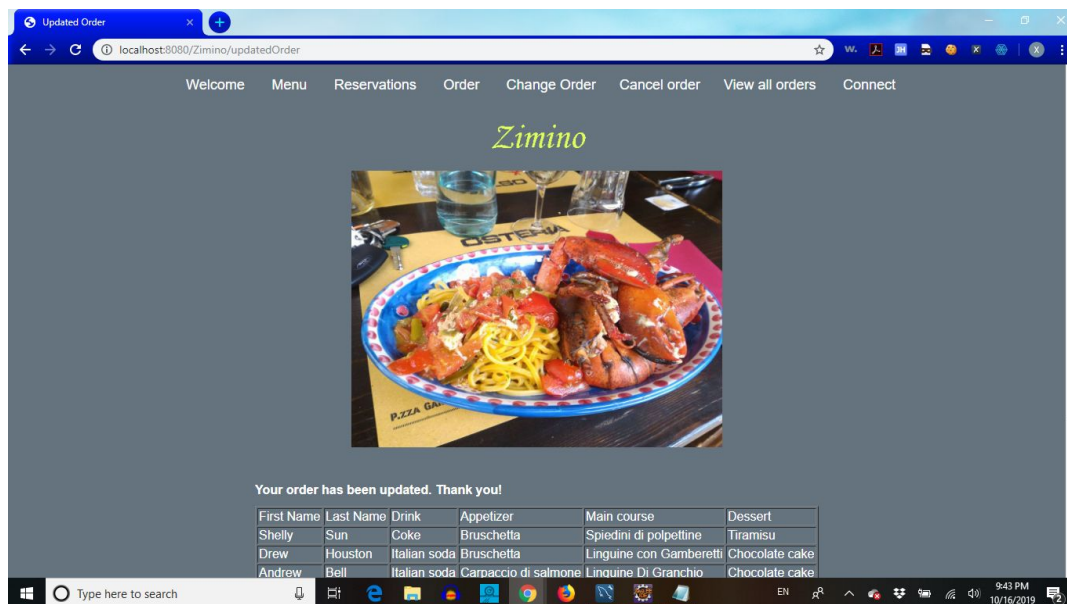 Updated Order
localhost:8080/Zimino/updatedOrder
Welcome Menu Reservations Order Change Order Cancel order View all orders Connect
Zimino
OSTERIA
P.ZZA GA
Your order has been updated. Thank you!
First Name Last Name Drink Appetizer Main course Dessert
Shelly Sun Coke Bruschetta Spiedini di polpettine Tiramisu
Drew Houston Italian soda Bruschetta Linguine con Gamberetti Chocolate cake
Andrew Bell Italian soda Carpaccio di salmone Linguine Di Granchio Chocolate cake
Type here to search
EN
9:43 PM
10/16/2019